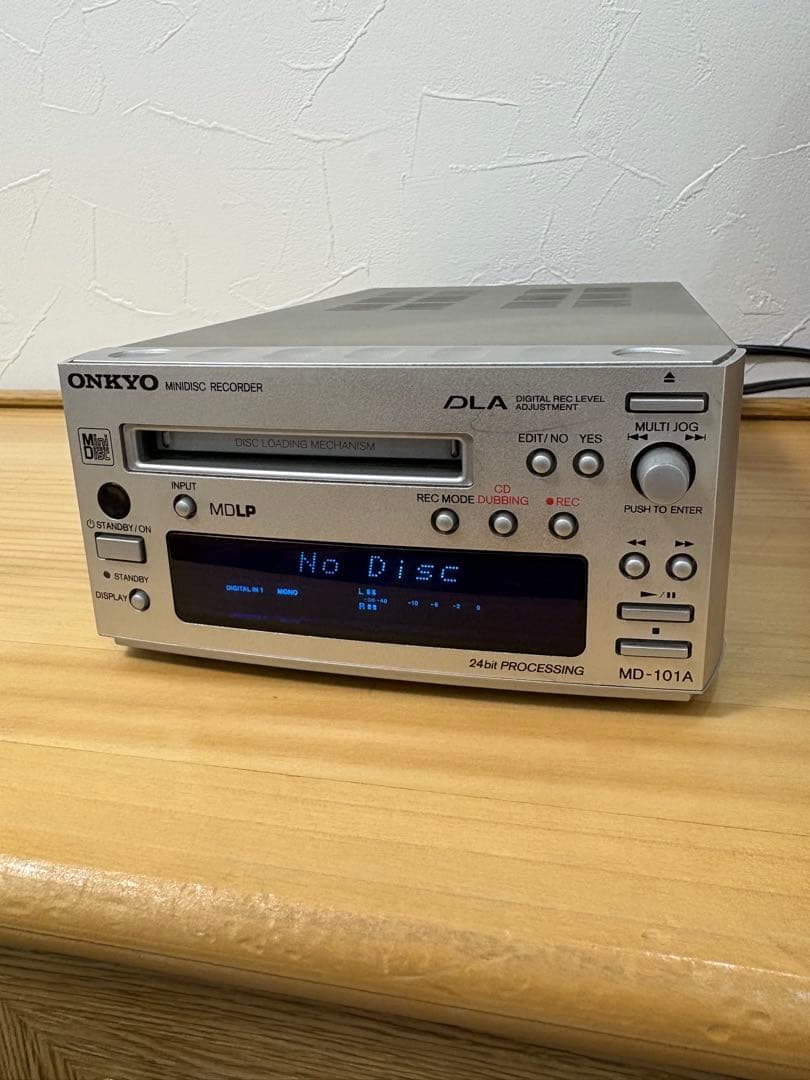 ONKYO MINIDISC RECORDER
DLA DIGITAL REC LEVEL
ADJUSTMENT
Mini
Disc
DISC LOADING MECHANISM
EDIT/NO YES
MULTI JOG
PUSH TO ENTER
INPUT
MDLP
REC MODE
CD
DUBBING
REC
STANDBY/ON
STANDBY
DISPLAY
No Disc
DIGITAL IN 1 MONO
L
-∞ -40 -10 -6 -2 0
R
24bit PROCESSING
MD-101A